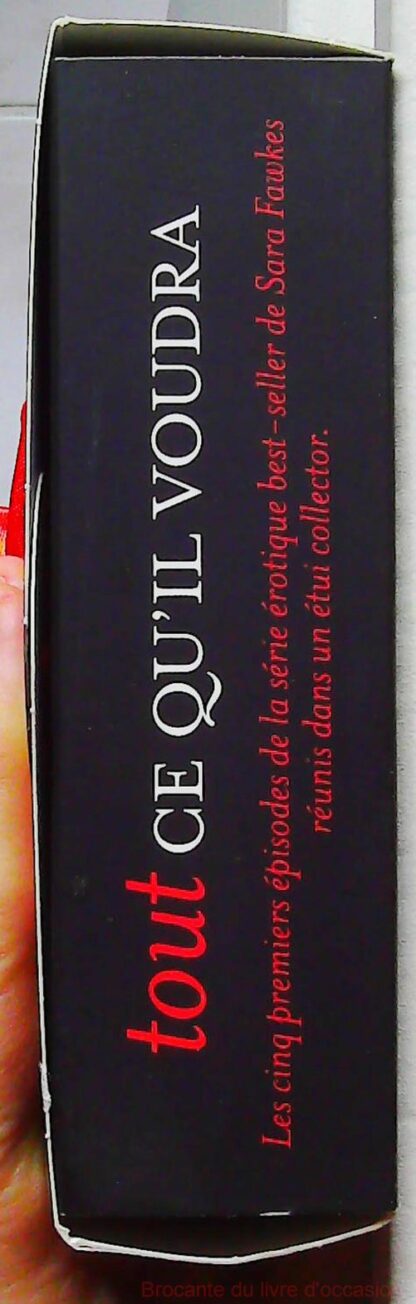 tout CE QU'IL VOUDRA
Les cinq premiers épisodes de la série érotique best-seller de Sara Fawkes
réunis dans un étui collector.
Brocante du livre d'occasion